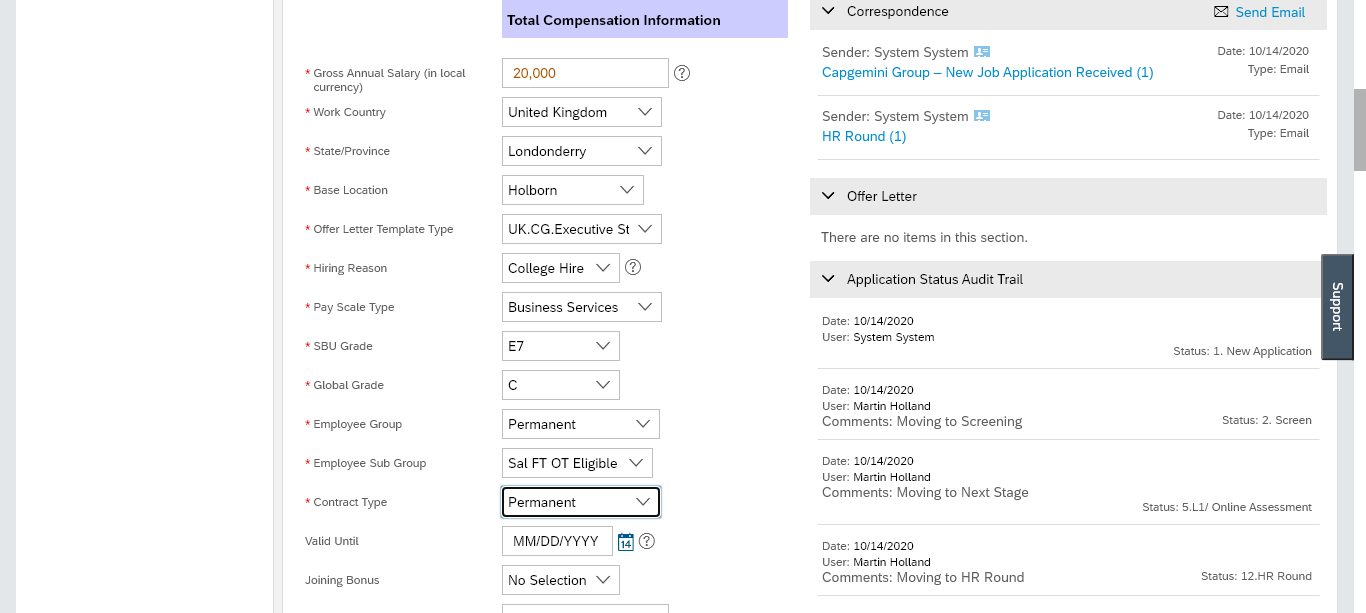 Total Compensation Information
* Gross Annual Salary (in local currency)
20,000
* Work Country
United Kingdom
* State/Province
Londonderry
* Base Location
Holborn
* Offer Letter Template Type
UK.CG.Executive St
* Hiring Reason
College Hire
* Pay Scale Type
Business Services
* SBU Grade
E7
* Global Grade
C
* Employee Group
Permanent
* Employee Sub Group
Sal FT OT Eligible
* Contract Type
Permanent
Valid Until
MM/DD/YYYY
14
Joining Bonus
No Selection
Correspondence
Send Email
Sender: System System
Date: 10/14/2020
Capgemini Group – New Job Application Received (1)
Type: Email
Sender: System System
Date: 10/14/2020
HR Round (1)
Type: Email
Offer Letter
There are no items in this section.
Application Status Audit Trail
Date: 10/14/2020
User: System System
Status: 1. New Application
Date: 10/14/2020
User: Martin Holland
Comments: Moving to Screening
Status: 2. Screen
Date: 10/14/2020
User: Martin Holland
Comments: Moving to Next Stage
Status: 5.L1/ Online Assessment
Date: 10/14/2020
User: Martin Holland
Comments: Moving to HR Round
Status: 12.HR Round
Support